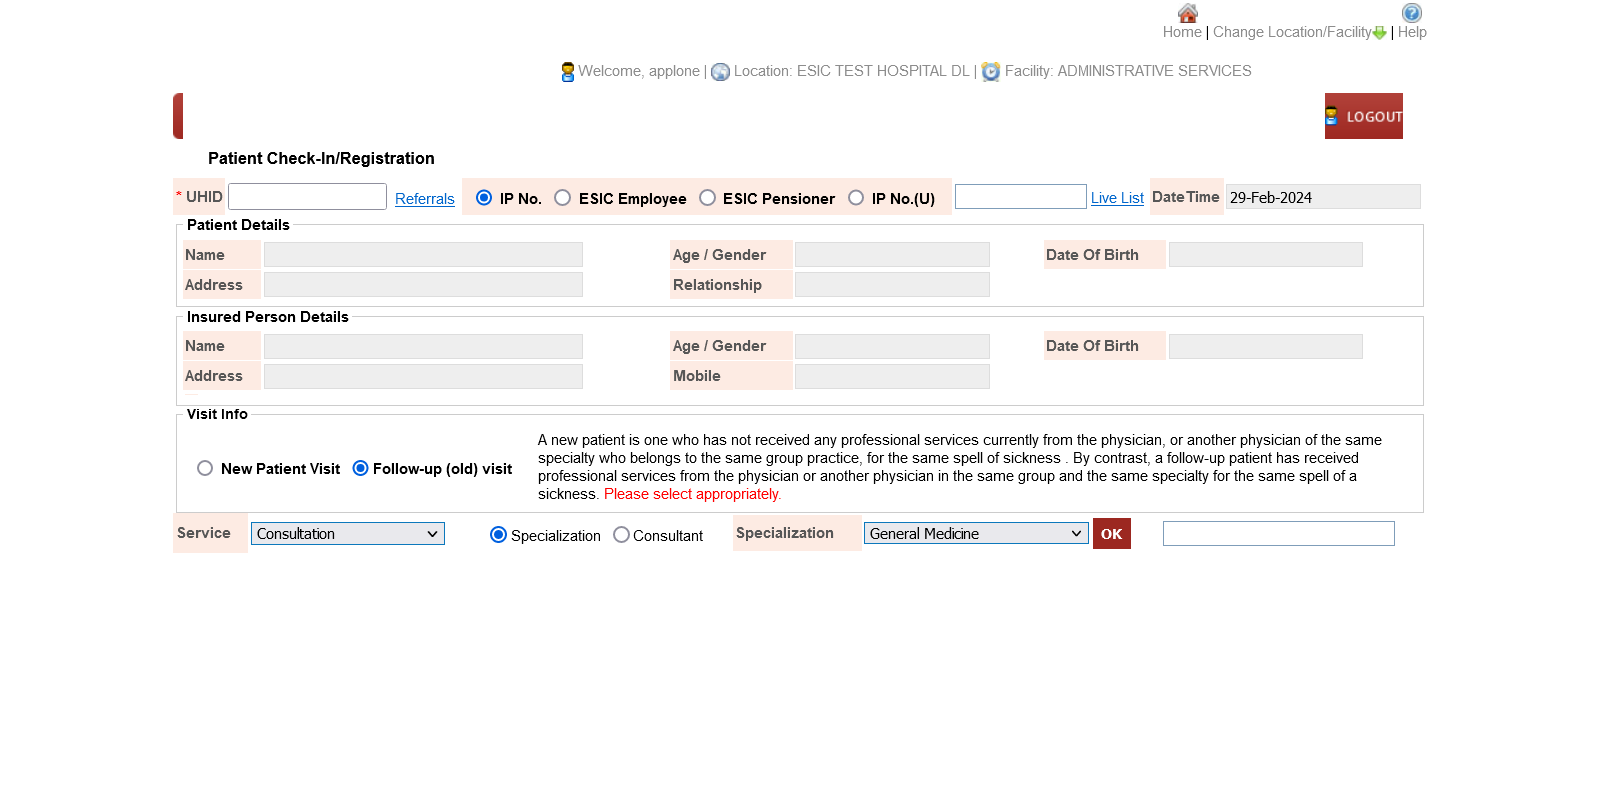 Home | Change Location/Facility | Help
Welcome, applone | Location: ESIC TEST HOSPITAL DL | Facility: ADMINISTRATIVE SERVICES
LOGOUT
Patient Check-In/Registration
* UHID Referrals IP No. ESIC Employee ESIC Pensioner IP No.(U) Live List DateTime 29-Feb-2024
Patient Details
Name Age / Gender Date Of Birth
Address Relationship
Insured Person Details
Name Age / Gender Date Of Birth
Address Mobile
Visit Info
New Patient Visit Follow-up (old) visit
A new patient is one who has not received any professional services currently from the physician, or another physician of the same
specialty who belongs to the same group practice, for the same spell of sickness . By contrast, a follow-up patient has received
professional services from the physician or another physician in the same group and the same specialty for the same spell of a
sickness. Please select appropriately.
Service Consultation Specialization Consultant Specialization General Medicine OK